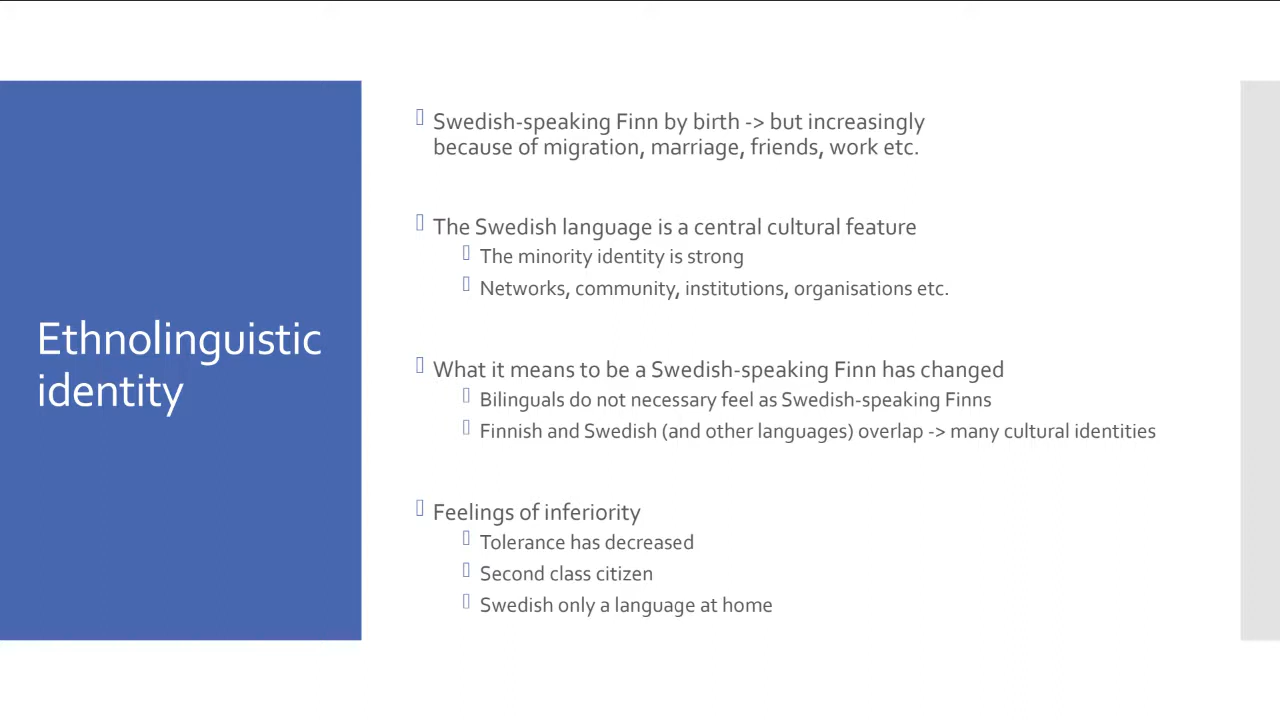 Ethnolinguistic
identity
Swedish-speaking Finn by birth -> but increasingly
because of migration, marriage, friends, work etc.
The Swedish language is a central cultural feature
The minority identity is strong
Networks, community, institutions, organisations etc.
What it means to be a Swedish-speaking Finn has changed
Bilinguals do not necessary feel as Swedish-speaking Finns
Finnish and Swedish (and other languages) overlap -> many cultural identities
Feelings of inferiority
Tolerance has decreased
Second class citizen
Swedish only a language at home